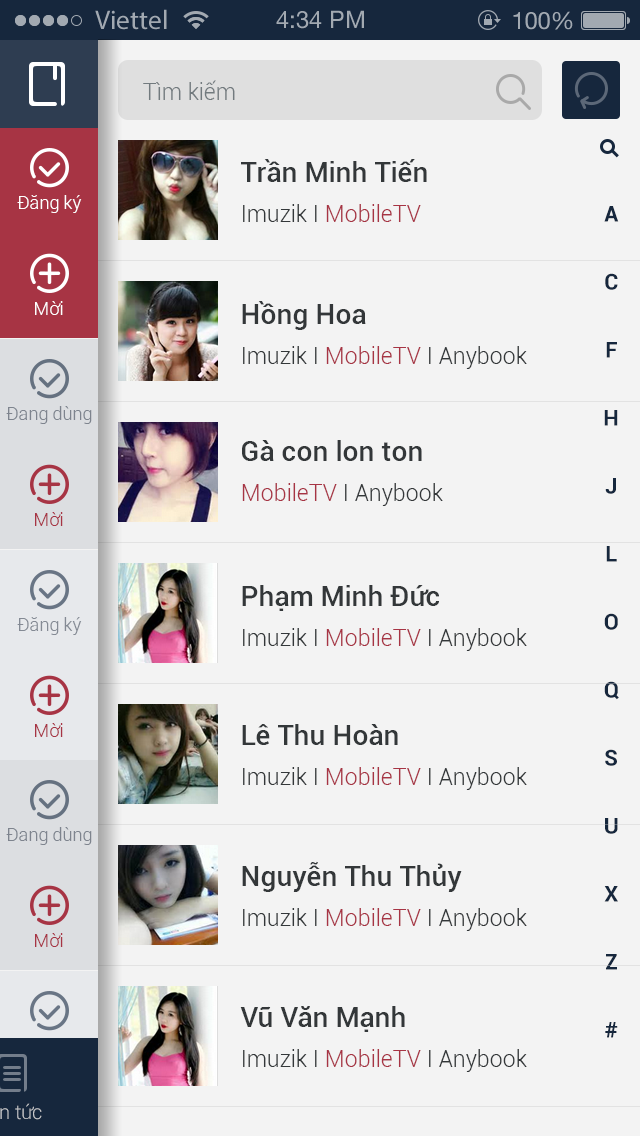 Viettel 4:34 PM 100%
Tìm kiếm
Đăng ký
Mời
Đang dùng
Mời
Đăng ký
Mời
Đang dùng
Mời
n tức
Trần Minh Tiến
Imuzik I MobileTV
Hồng Hoa
Imuzik I MobileTV I Anybook
Gà con lon ton
MobileTV I Anybook
Phạm Minh Đức
Imuzik I MobileTV I Anybook
Lê Thu Hoàn
Imuzik I MobileTV I Anybook
Nguyễn Thu Thủy
Imuzik I MobileTV I Anybook
Vũ Văn Mạnh
Imuzik I MobileTV I Anybook
A
C
F
H
J
L
O
Q
S
U
X
Z
#